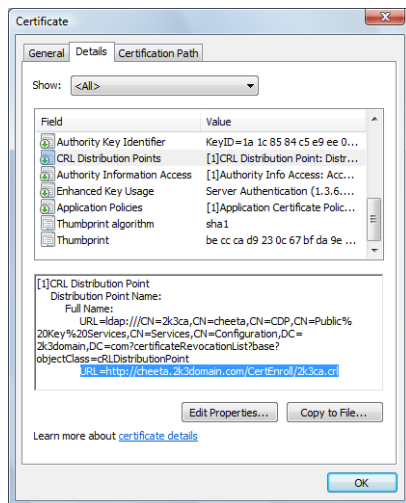 Certificate
General Details Certification Path
Show: <All>
Field Value
Authority Key Identifier KeyID=1a 1c 85 84 c5 e9 ee 0...
CRL Distribution Points [1]CRL Distribution Point: Distr...
Authority Information Access [1]Authority Info Access: Acc...
Enhanced Key Usage Server Authentication (1.3.6....
Application Policies [1]Application Certificate Polic...
Thumbprint algorithm sha1
Thumbprint be cc ca d9 23 0c 67 bf da 9e ...
[1]CRL Distribution Point
Distribution Point Name:
Full Name:
URL=ldap:///CN=2k3ca,CN=cheeta,CN=CDP,CN=Public%
20Key%20Services,CN=Services,CN=Configuration,DC=
2k3domain,DC=com?certificateRevocationList?base?
objectClass=cRLDistributionPoint
URL=http://cheeta.2k3domain.com/CertEnroll/2k3ca.crl
Edit Properties... Copy to File...
Learn more about certificate details
OK